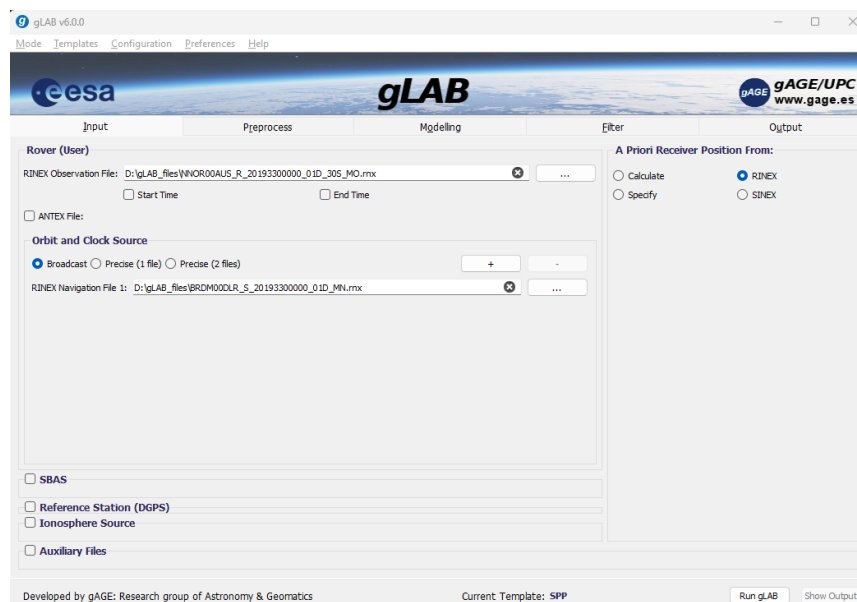 gLAB v6.0.0
Mode Templates Configuration Preferences Help
esa
gLAB
gAGE
gAGE/UPC
www.gage.es
Input Preprocess Modelling Filter Output
Rover (User)
RINEX Observation File: D:\gLAB_files\NNOR00AUS_R_20193300000_01D_30S_MO.rnx ...
Start Time End Time
ANTEX File:
Orbit and Clock Source
Broadcast Precise (1 file) Precise (2 files) + -
RINEX Navigation File 1: D:\gLAB_files\BRDM00DLR_S_20193300000_01D_MN.rnx ...
SBAS
Reference Station (DGPS)
Ionosphere Source
Auxiliary Files
A Priori Receiver Position From:
Calculate RINEX
Specify SINEX
Developed by gAGE: Research group of Astronomy & Geomatics Current Template: SPP Run gLAB Show Output